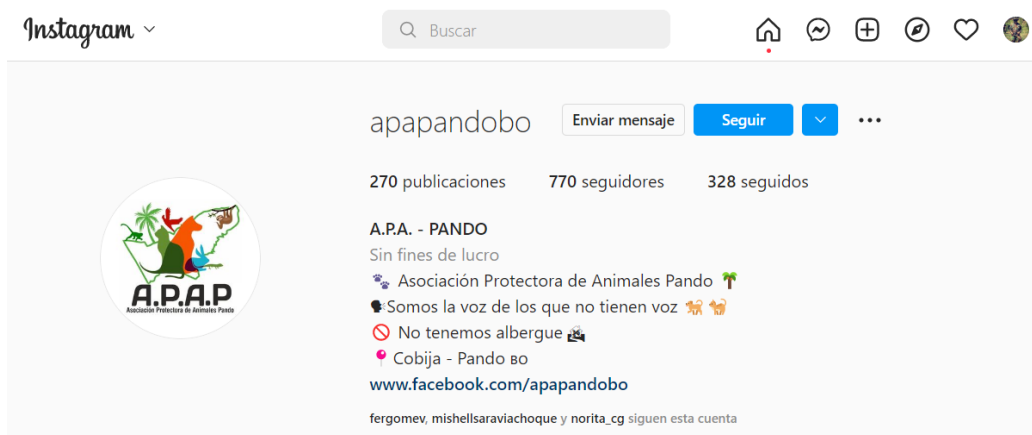 Instagram
Buscar
apapandobo
Enviar mensaje
Seguir
270 publicaciones 770 seguidores 328 seguidos
A.P.A.P
Asociación Protectora de Animales Pando
A.P.A. - PANDO
Sin fines de lucro
🐾 Asociación Protectora de Animales Pando 🌴
🗣Somos la voz de los que no tienen voz 🐕 🐈
🚫 No tenemos albergue 🏚
📍 Cobija - Pando BO
www.facebook.com/apapandobo
fergomev, mishellsaraviachoque y norita_cg siguen esta cuenta